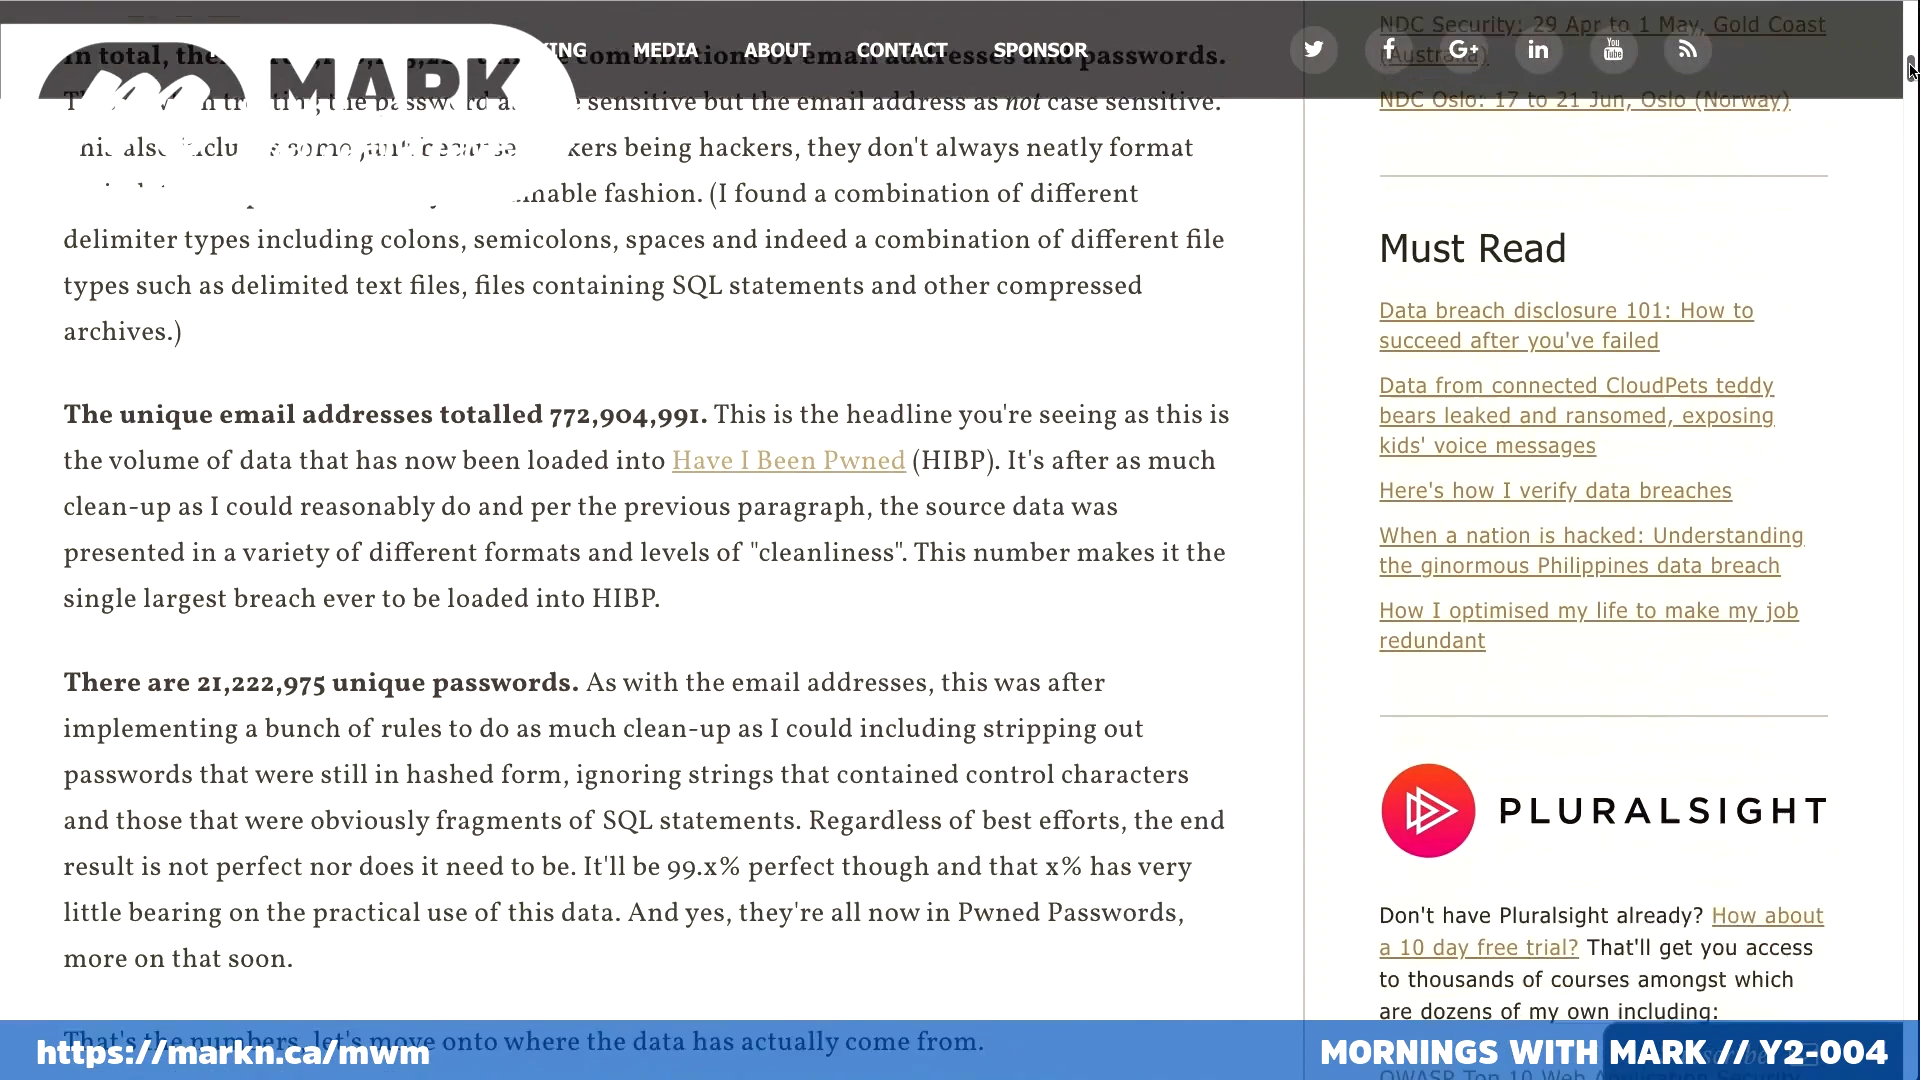 MARK
MEDIA ABOUT CONTACT SPONSOR
In total, combinations of email addresses and passwords.
the password sensitive but the email address as not case sensitive.
being hackers, they don't always neatly format
fashion. (I found a combination of different
delimiter types including colons, semicolons, spaces and indeed a combination of different file
types such as delimited text files, files containing SQL statements and other compressed
archives.)
The unique email addresses totalled 772,904,991. This is the headline you're seeing as this is
the volume of data that has now been loaded into Have I Been Pwned (HIBP). It's after as much
clean-up as I could reasonably do and per the previous paragraph, the source data was
presented in a variety of different formats and levels of "cleanliness". This number makes it the
single largest breach ever to be loaded into HIBP.
There are 21,222,975 unique passwords. As with the email addresses, this was after
implementing a bunch of rules to do as much clean-up as I could including stripping out
passwords that were still in hashed form, ignoring strings that contained control characters
and those that were obviously fragments of SQL statements. Regardless of best efforts, the end
result is not perfect nor does it need to be. It'll be 99.x% perfect though and that x% has very
little bearing on the practical use of this data. And yes, they're all now in Pwned Passwords,
more on that soon.
That's the numbers, let's move onto where the data has actually come from.
NDC Security: 29 Apr to 1 May, Gold Coast
(Australia)
NDC Oslo: 17 to 21 Jun, Oslo (Norway)
Must Read
Data breach disclosure 101: How to
succeed after you've failed
Data from connected CloudPets teddy
bears leaked and ransomed, exposing
kids' voice messages
Here's how I verify data breaches
When a nation is hacked: Understanding
the ginormous Philippines data breach
How I optimised my life to make my job
redundant
PLURALSIGHT
Don't have Pluralsight already? How about
a 10 day free trial? That'll get you access
to thousands of courses amongst which
are dozens of my own including:
OWASP Top 10 Web Application Security
https://markn.ca/mwm
MORNINGS WITH MARK // Y2-004